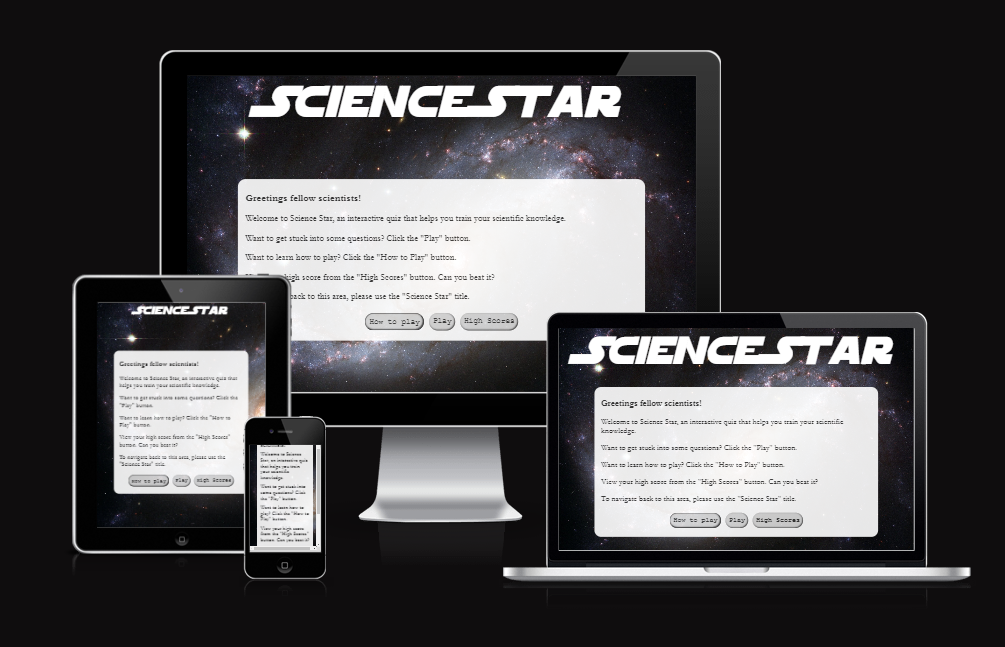 SCIENCE STAR
Greetings fellow scientists!
Welcome to Science Star, an interactive quiz that helps you train your scientific knowledge.
Want to get stuck into some questions? Click the "Play" button.
Want to learn how to play? Click the "How to Play" button.
high score from the "High Scores" button. Can you beat it?
back to this area, please use the "Science Star" title.
How to play Play High Scores
SCIENCE STAR
Greetings fellow scientists!
Welcome to Science Star, an interactive quiz that
helps you train your scientific knowledge.
Want to get stuck into some questions? Click the
"Play" button.
Want to learn how to play? Click the "How to
Play" button.
View your high score from the "High Scores"
button. Can you beat it?
To navigate back to this area, please use the
"Science Star" title.
How to play Play High Scores
Welcome to Science
Star, an interactive quiz
that helps you train
your scientific
knowledge.
Want to get stuck into
some questions? Click
the "Play" button.
Want to learn how to
play? Click the "How to
Play" button.
View your high score
from the "High Scores"
button. Can you beat it?
SCIENCE STAR
Greetings fellow scientists!
Welcome to Science Star, an interactive quiz that helps you train your scientific
knowledge.
Want to get stuck into some questions? Click the "Play" button.
Want to learn how to play? Click the "How to Play" button.
View your high score from the "High Scores" button. Can you beat it?
To navigate back to this area, please use the "Science Star" title.
How to play Play High Scores